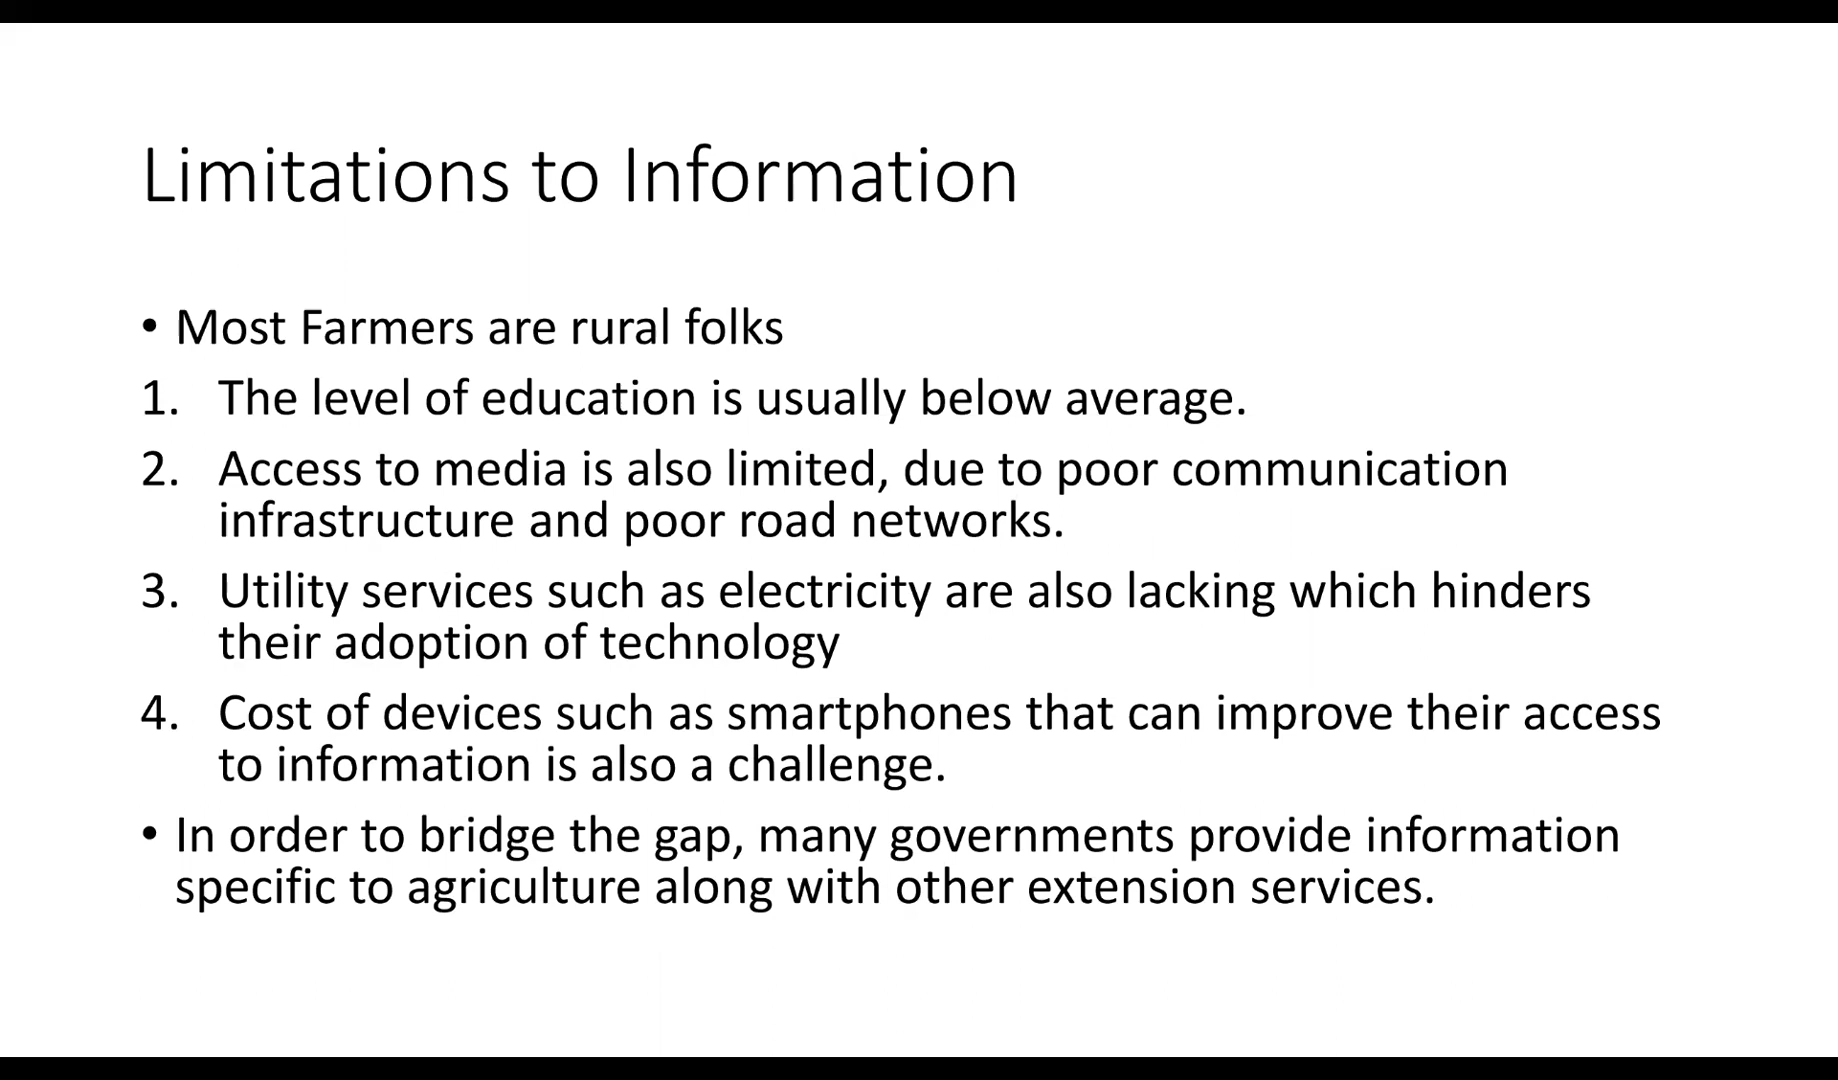 Limitations to Information
• Most Farmers are rural folks
1. The level of education is usually below average.
2. Access to media is also limited, due to poor communication
infrastructure and poor road networks.
3. Utility services such as electricity are also lacking which hinders
their adoption of technology
4. Cost of devices such as smartphones that can improve their access
to information is also a challenge.
• In order to bridge the gap, many governments provide information
specific to agriculture along with other extension services.